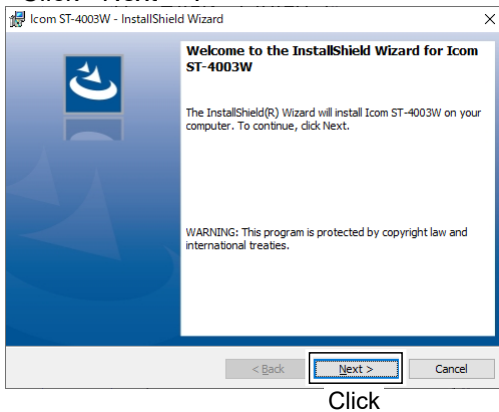 Icom ST-4003W - InstallShield Wizard
Welcome to the InstallShield Wizard for Icom
ST-4003W
The InstallShield(R) Wizard will install Icom ST-4003W on your
computer. To continue, click Next.
WARNING: This program is protected by copyright law and
international treaties.
< Back
Next >
Cancel
Click